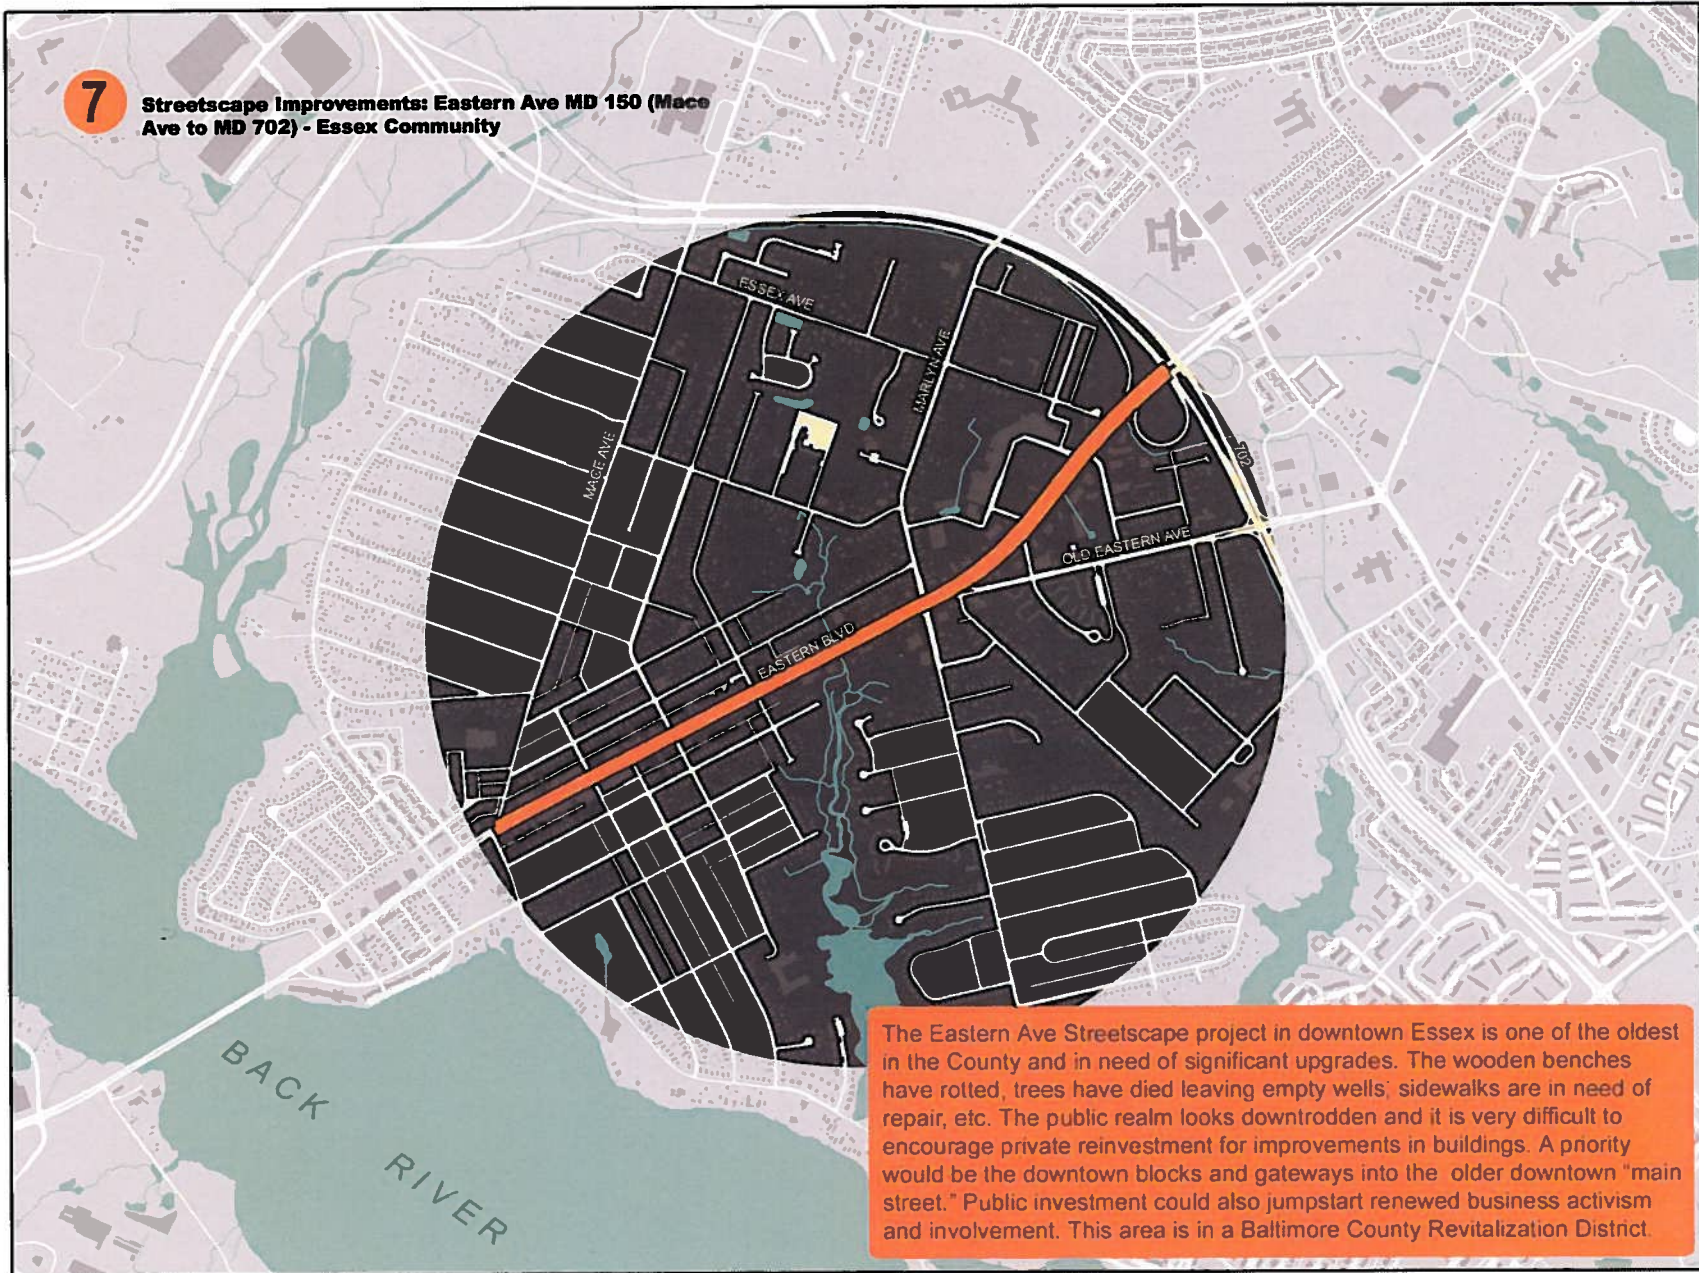 7
Streetscape Improvements: Eastern Ave MD 150 (Mace
Ave to MD 702) - Essex Community
ESSEX AVE
MARLYN AVE
MACE AVE
702
OLD EASTERN AVE
EASTERN BLVD
BACK
RIVER
The Eastern Ave Streetscape project in downtown Essex is one of the oldest
in the County and in need of significant upgrades. The wooden benches
have rotted, trees have died leaving empty wells; sidewalks are in need of
repair, etc. The public realm looks downtrodden and it is very difficult to
encourage private reinvestment for improvements in buildings. A priority
would be the downtown blocks and gateways into the older downtown "main
street." Public investment could also jumpstart renewed business activism
and involvement. This area is in a Baltimore County Revitalization District.